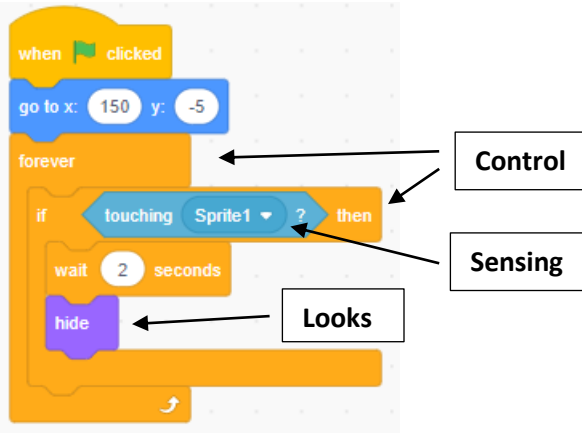 when clicked
go to x: 150 y: -5
forever
Control
if touching Sprite1 ? then
Sensing
wait 2 seconds
hide
Looks